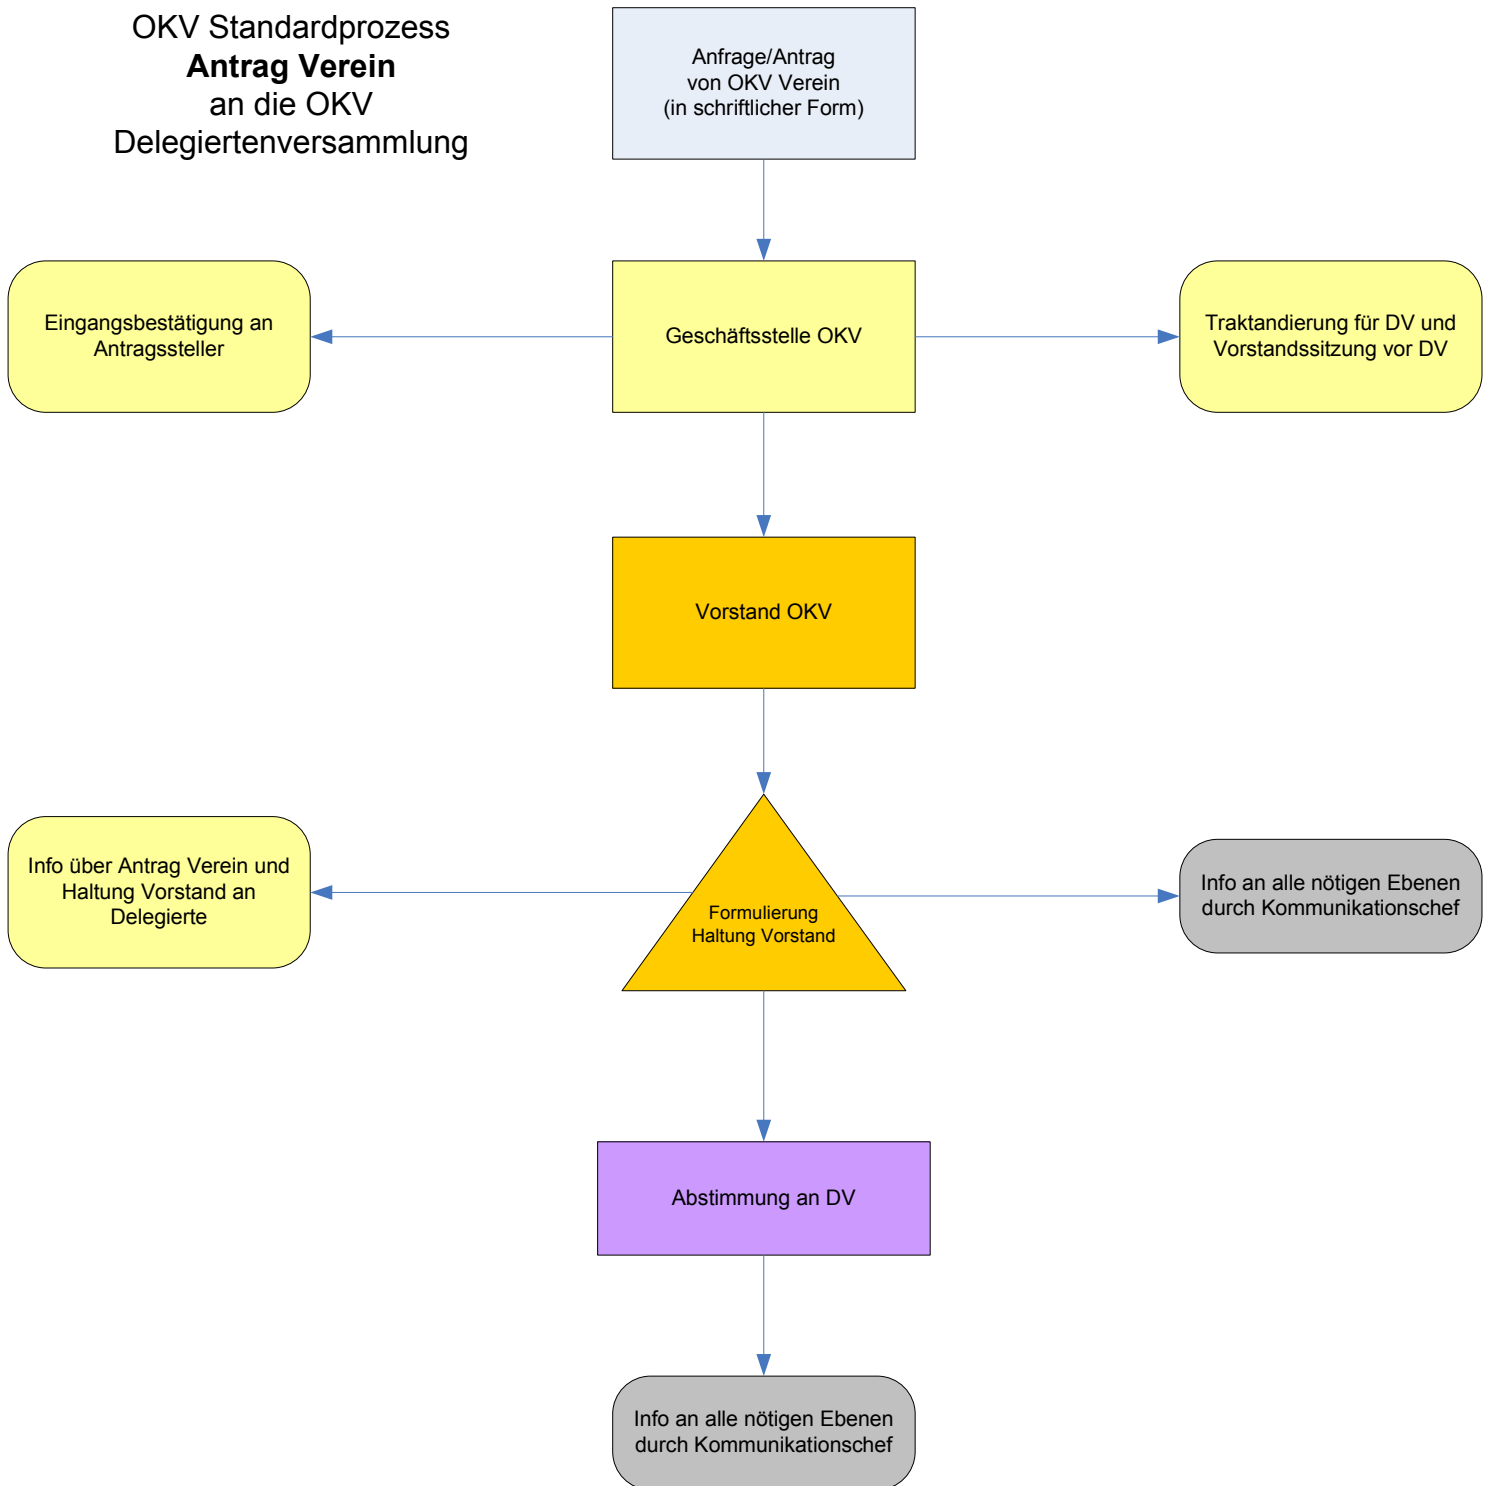 OKV Standardprozess
Antrag Verein
an die OKV
Delegiertenversammlung
Anfrage/Antrag
von OKV Verein
(in schriftlicher Form)
Eingangsbestätigung an
Antragssteller
Geschäftsstelle OKV
Traktandierung für DV und
Vorstandssitzung vor DV
Vorstand OKV
Info über Antrag Verein und
Haltung Vorstand an
Delegierte
Formulierung
Haltung Vorstand
Info an alle nötigen Ebenen
durch Kommunikationschef
Abstimmung an DV
Info an alle nötigen Ebenen
durch Kommunikationschef